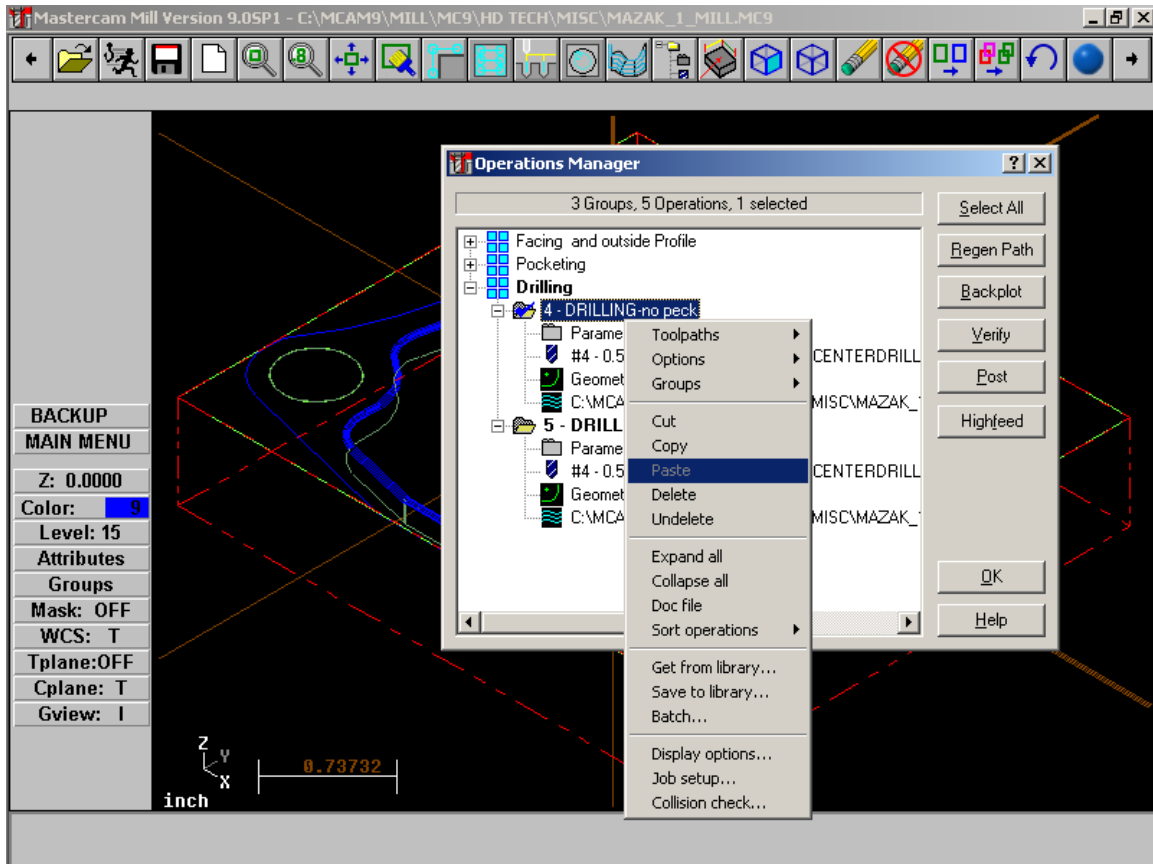 Mastercam Mill Version 9.0SP1 - C:\MCAM9\MILL\MC9\HD TECH\MISC\MAZAK_1_MILL.MC9
Operations Manager
3 Groups, 5 Operations, 1 selected
Facing and outside Profile
Pocketing
Drilling
4 - DRILLING-no peck
Parame
#4 - 0.5 CENTERDRILL
Geomet
C:\MCA MISC\MAZAK_
5 - DRILL
Parame
#4 - 0.5 CENTERDRILL
Geomet
C:\MCA MISC\MAZAK_
Toolpaths
Options
Groups
Cut
Copy
Paste
Delete
Undelete
Expand all
Collapse all
Doc file
Sort operations
Get from library...
Save to library...
Batch...
Display options...
Job setup...
Collision check...
Select All
Regen Path
Backplot
Verify
Post
Highfeed
OK
Help
BACKUP
MAIN MENU
Z: 0.0000
Color: 9
Level: 15
Attributes
Groups
Mask: OFF
WCS: T
Tplane:OFF
Cplane: T
Gview: I
Z
Y
X
0.73732
inch